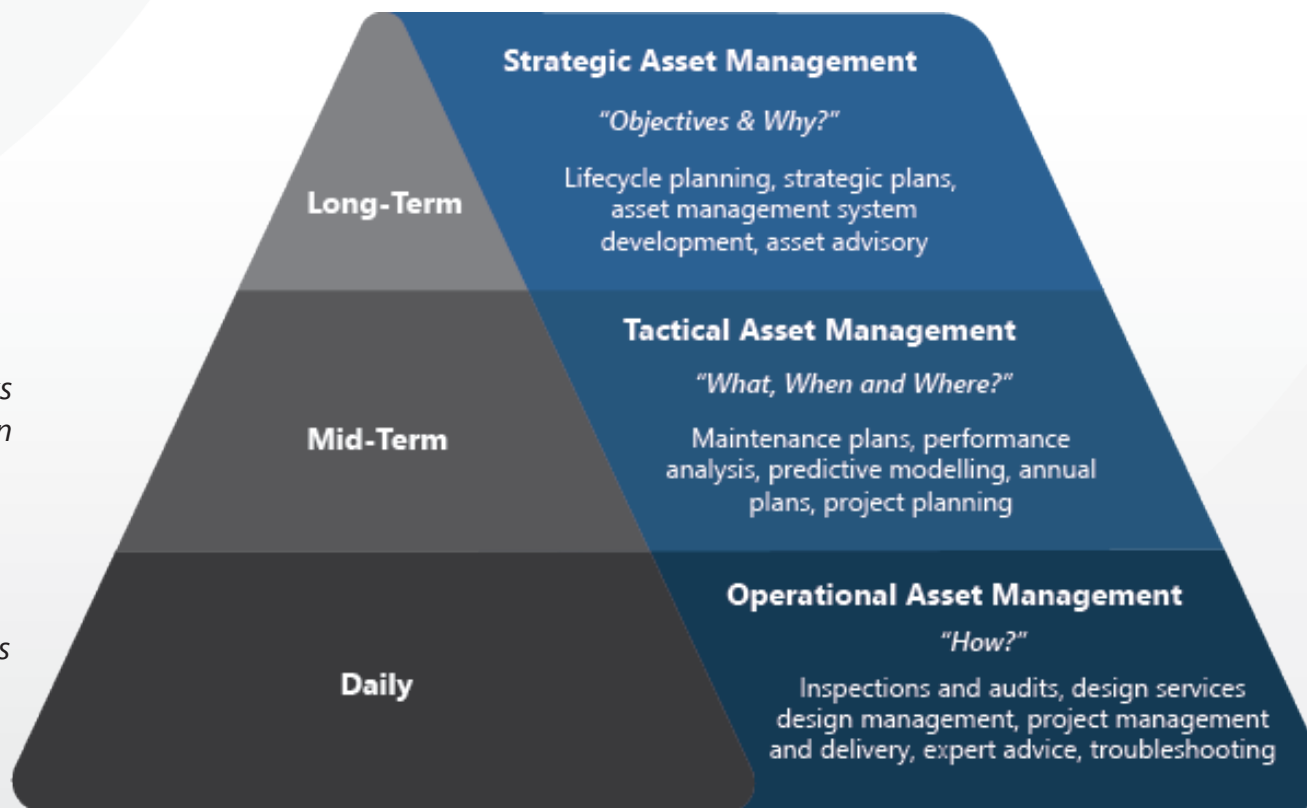 Strategic Asset Management
“Objectives & Why?”
Lifecycle planning, strategic plans,
asset management system
development, asset advisory
Long-Term
Tactical Asset Management
“What, When and Where?”
Maintenance plans, performance
analysis, predictive modelling, annual
plans, project planning
Mid-Term
Operational Asset Management
“How?”
Inspections and audits, design services
design management, project management
and delivery, expert advice, troubleshooting
Daily